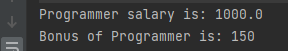 Programmer salary is: 1000.0
Bonus of Programmer is: 150